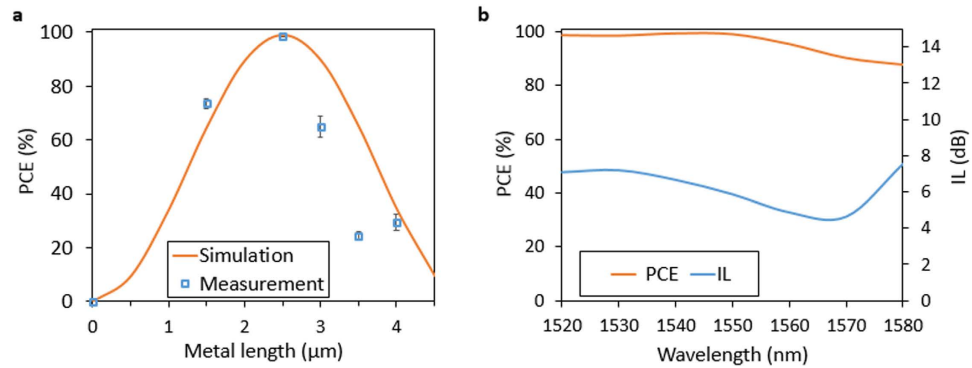 a
100
80
60
40
20
0
PCE (%)
0 1 2 3 4
Metal length (µm)
Simulation
Measurement
b
100
80
60
40
20
0
PCE (%)
14
12
10
8
6
4
2
0
IL (dB)
1520 1530 1540 1550 1560 1570 1580
Wavelength (nm)
PCE IL